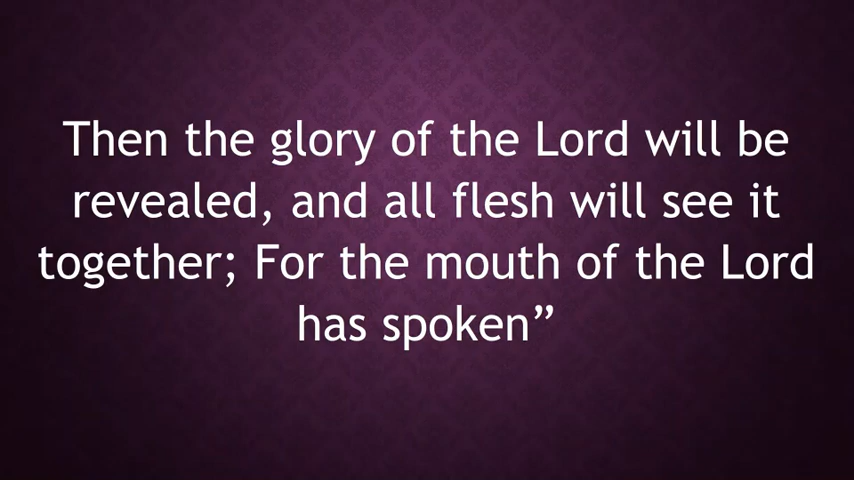 Then the glory of the Lord will be
revealed, and all flesh will see it
together; For the mouth of the Lord
has spoken”